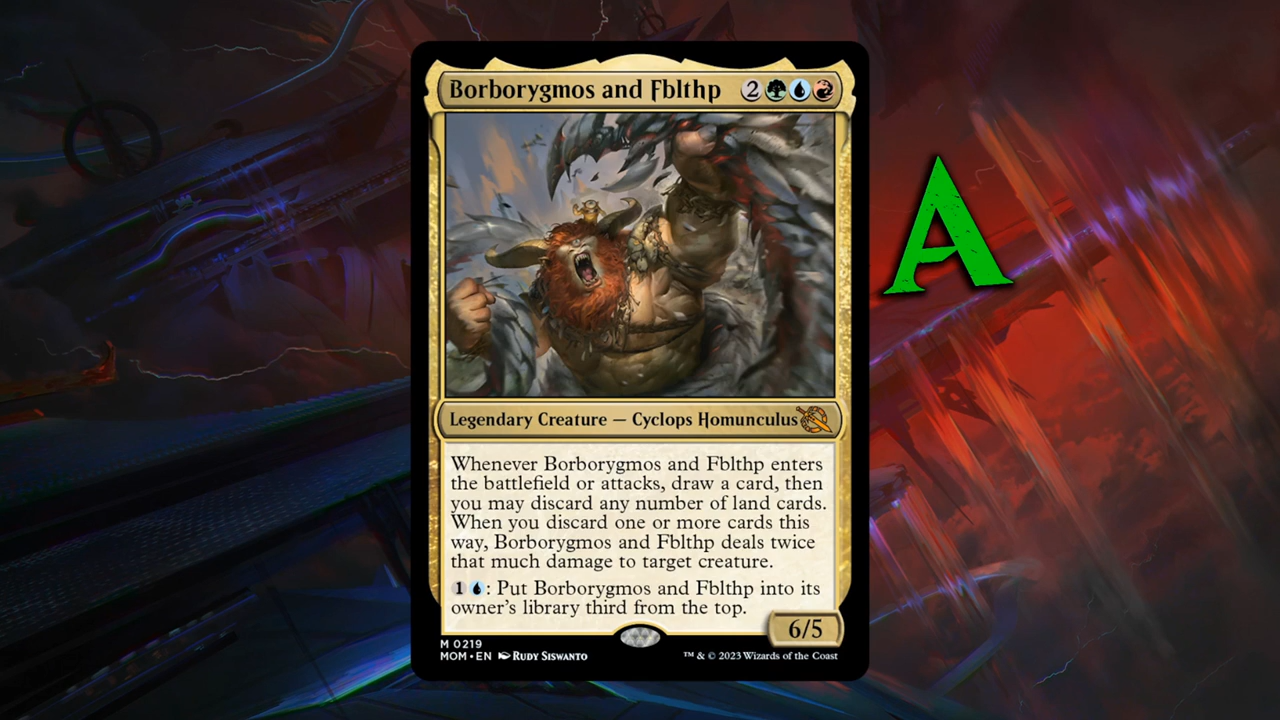 Borborygmos and Fblthp 2
A
Legendary Creature — Cyclops Homunculus
Whenever Borborygmos and Fblthp enters
the battlefield or attacks, draw a card, then
you may discard any number of land cards.
When you discard one or more cards this
way, Borborygmos and Fblthp deals twice
that much damage to target creature.
1 : Put Borborygmos and Fblthp into its
owner's library third from the top.
6/5
M 0219
MOM • EN Rudy Siswanto
™ & © 2023 Wizards of the Coast